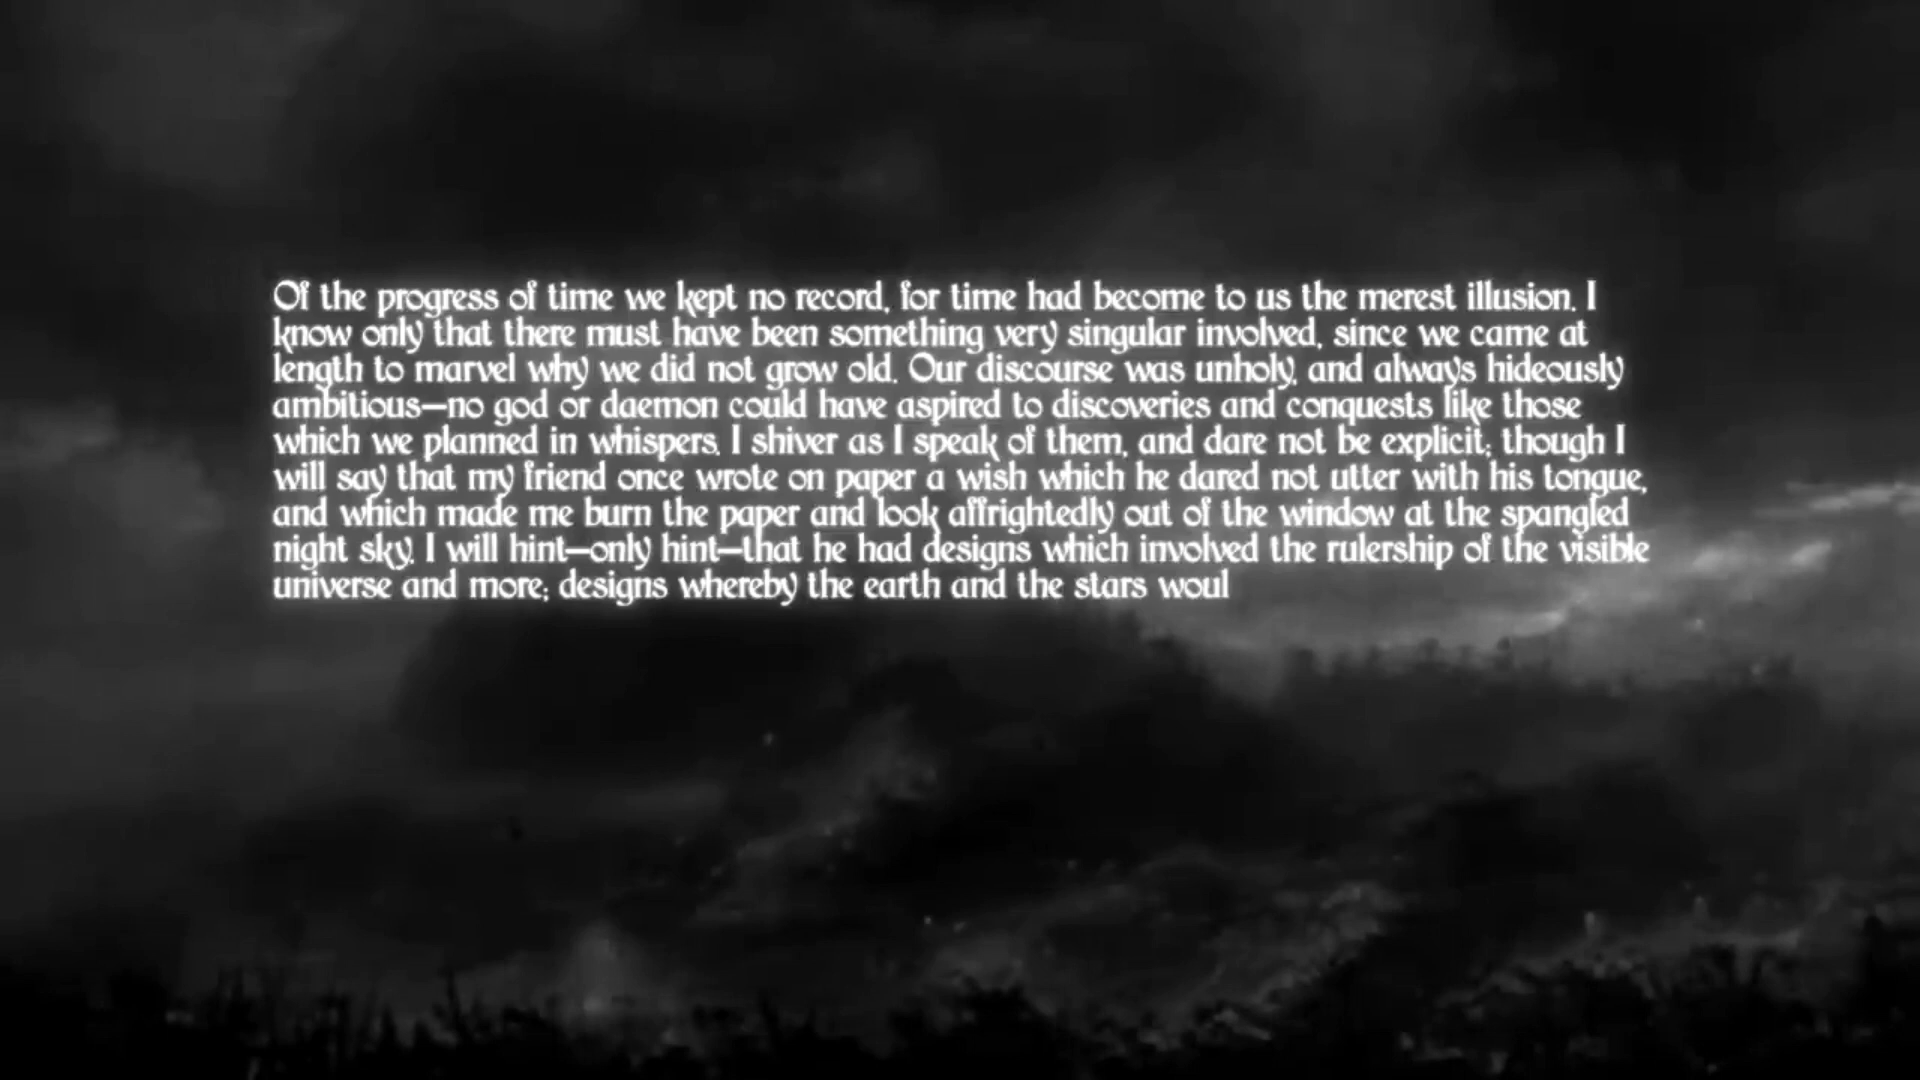 Of the progress of time we kept no record, for time had become to us the merest illusion. I
know only that there must have been something very singular involved, since we came at
length to marvel why we did not grow old. Our discourse was unholy, and always hideously
ambitious—no god or daemon could have aspired to discoveries and conquests like those
which we planned in whispers. I shiver as I speak of them, and dare not be explicit; though I
will say that my friend once wrote on paper a wish which he dared not utter with his tongue,
and which made me burn the paper and look affrightedly out of the window at the spangled
night sky. I will hint—only hint—that he had designs which involved the rulership of the visible
universe and more; designs whereby the earth and the stars woul